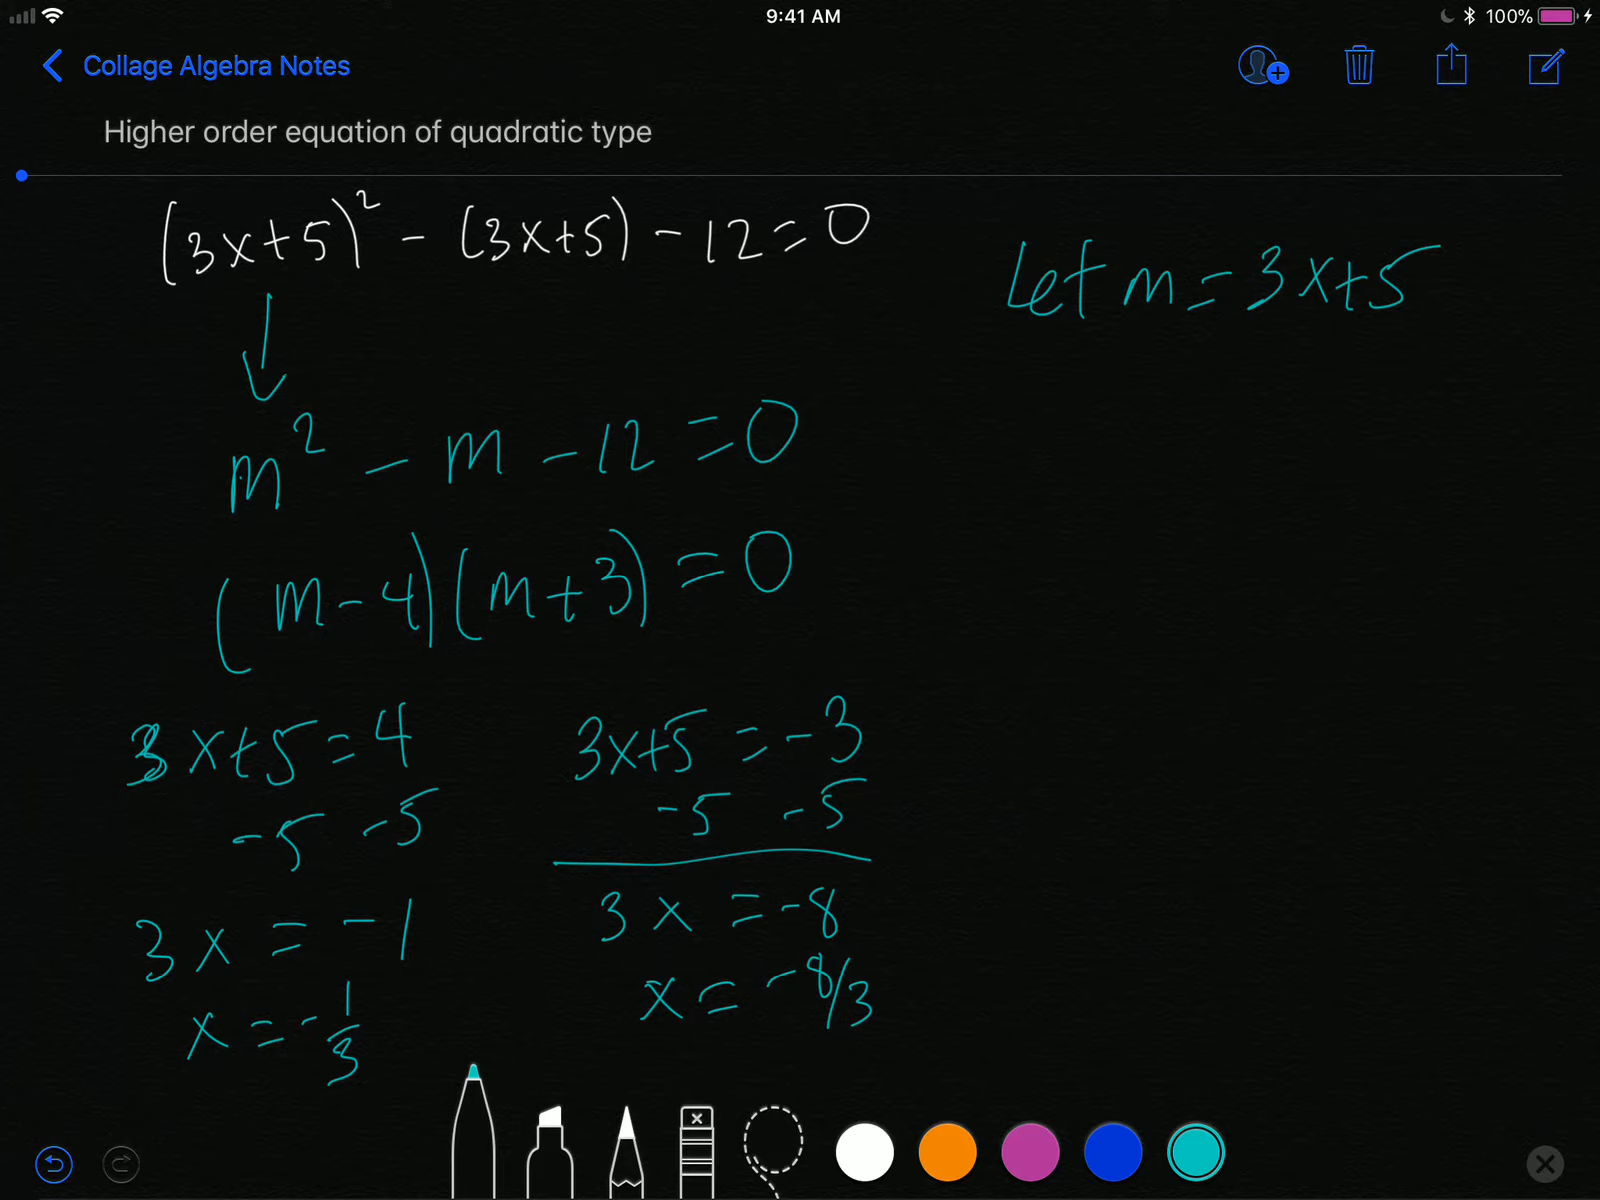 9:41 AM
100%
Collage Algebra Notes
Higher order equation of quadratic type
(3x+5)² - (3x+5) - 12 = 0
Let m = 3x+5
m² - m - 12 = 0
(m-4)(m+3) = 0
3x+5 = 4
-5 -5
3x = -1
x = -1/3
3x+5 = -3
-5 -5
3x = -8
x = -8/3